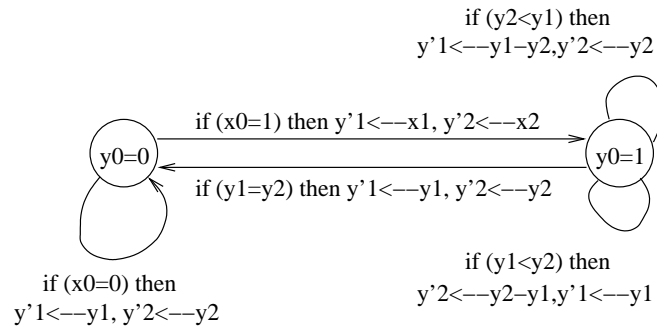 if (y2<y1) then
y'1<--y1-y2,y'2<--y2
if (x0=1) then y'1<--x1, y'2<--x2
y0=0
y0=1
if (y1=y2) then y'1<--y1, y'2<--y2
if (x0=0) then
y'1<--y1, y'2<--y2
if (y1<y2) then
y'2<--y2-y1,y'1<--y1